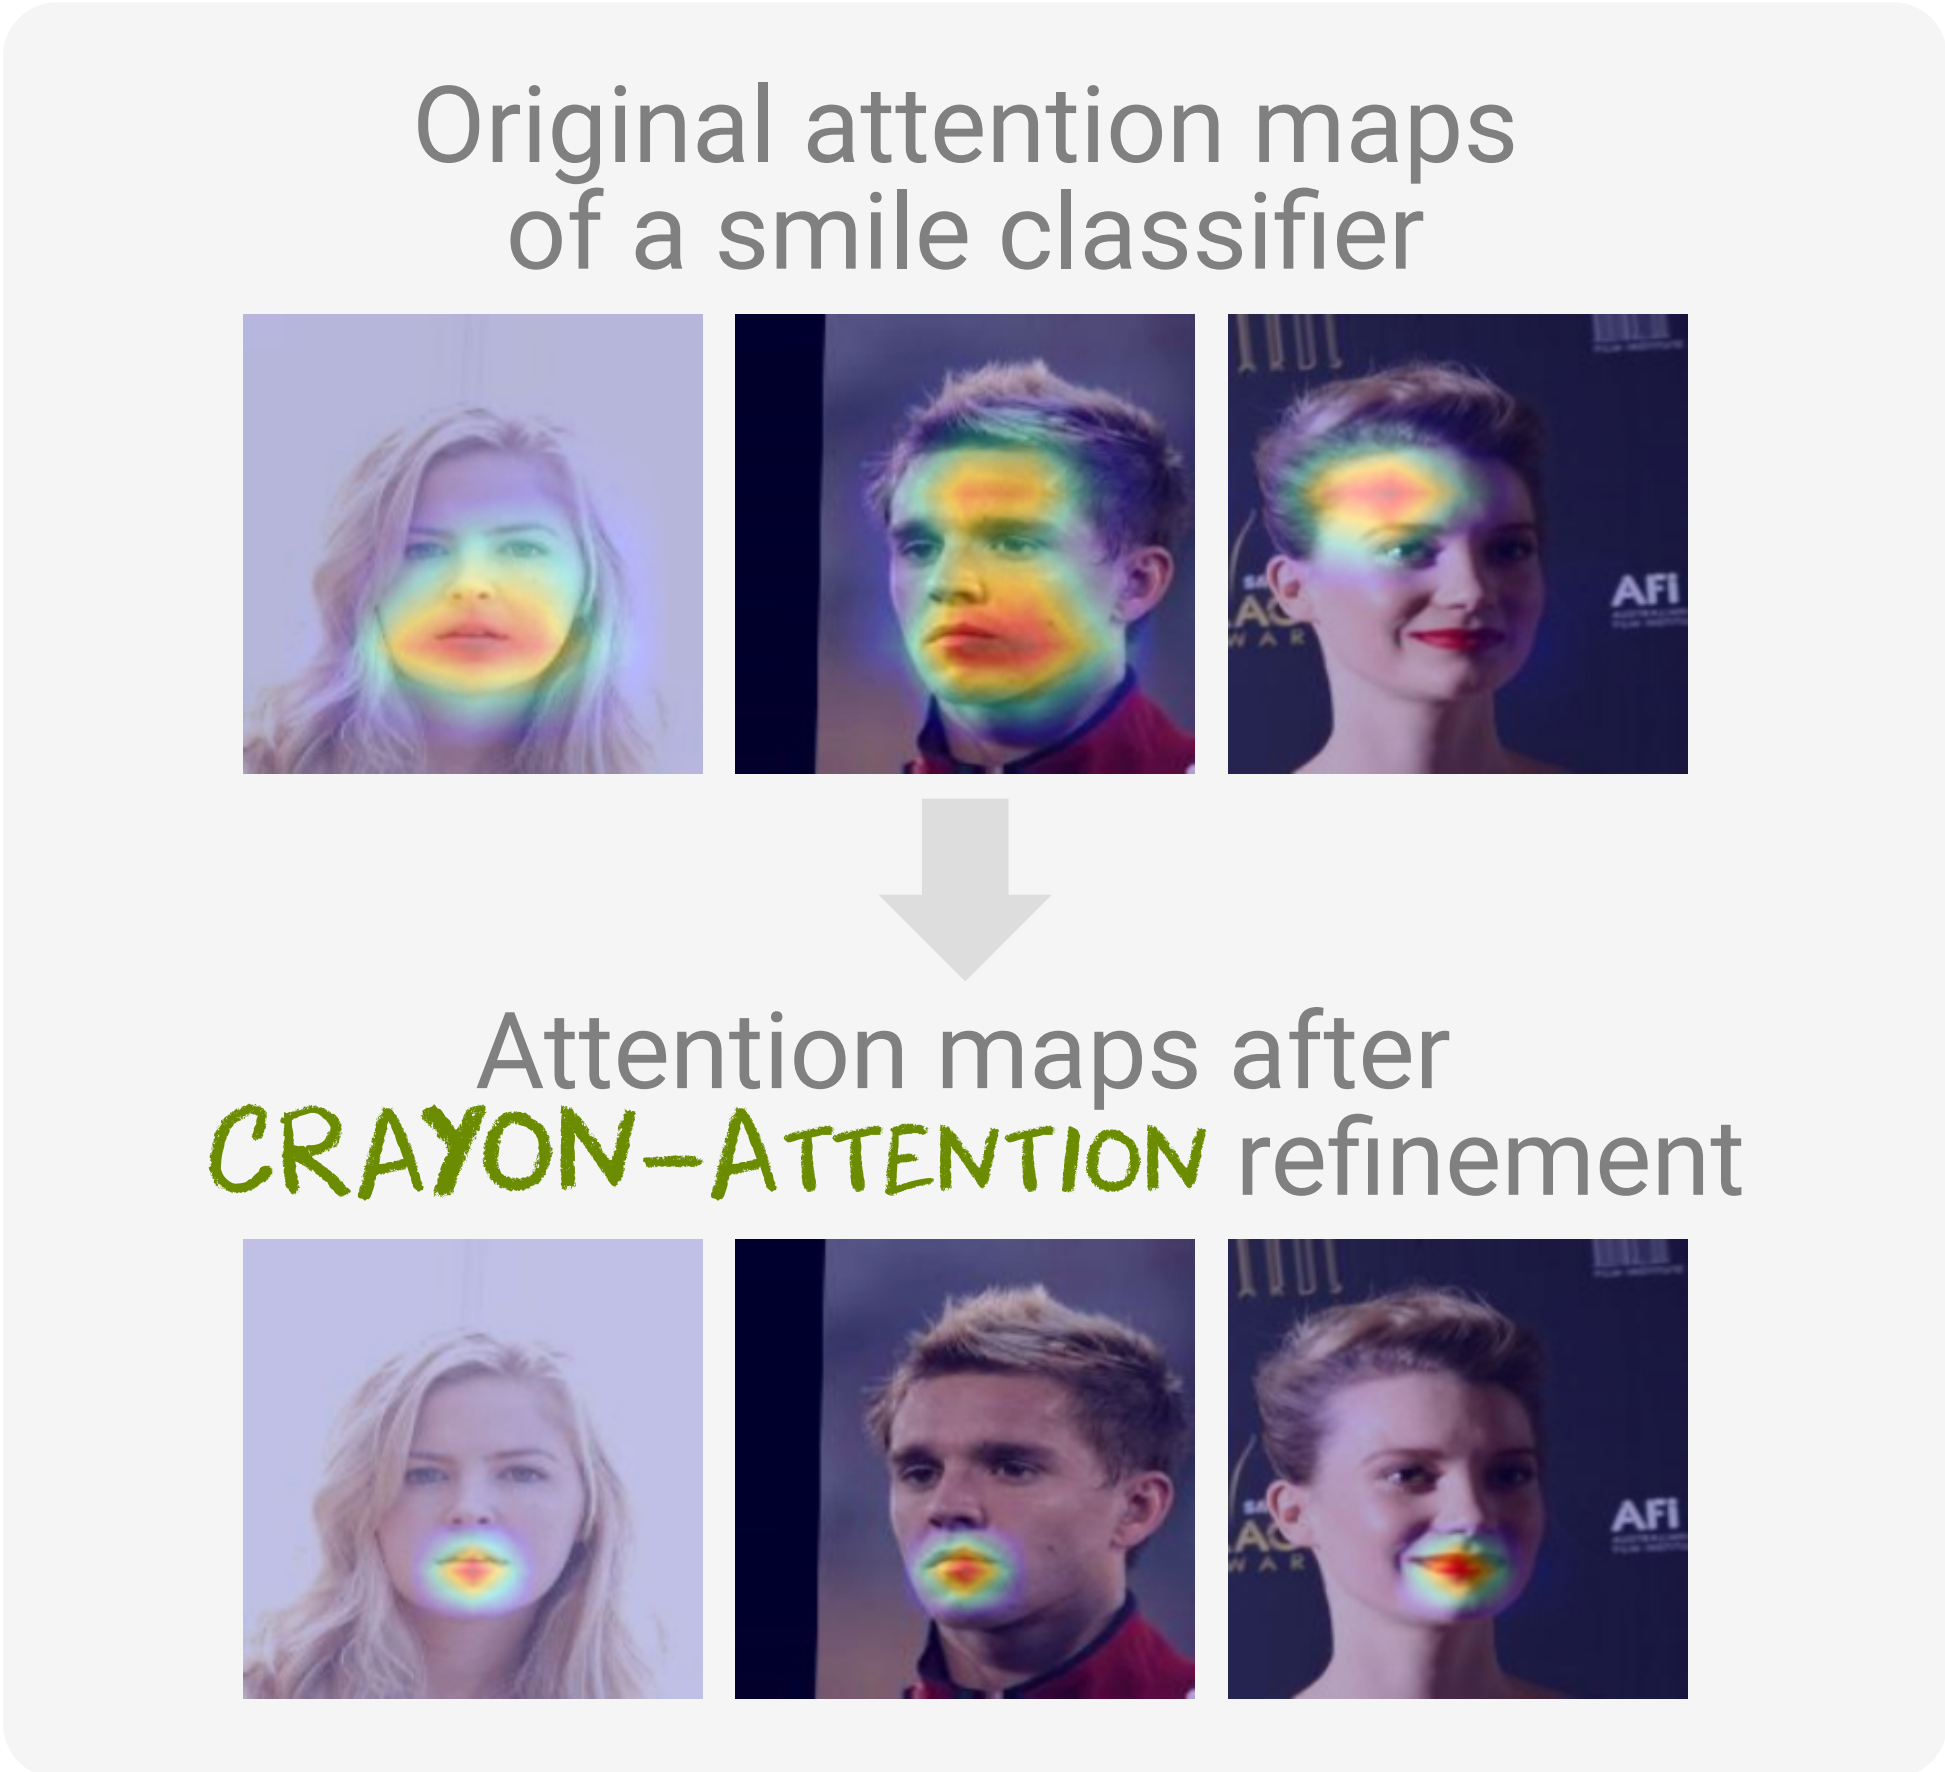 Original attention maps
of a smile classifier
AFi
Attention maps after
CRAYON-ATTENTION refinement
AFi